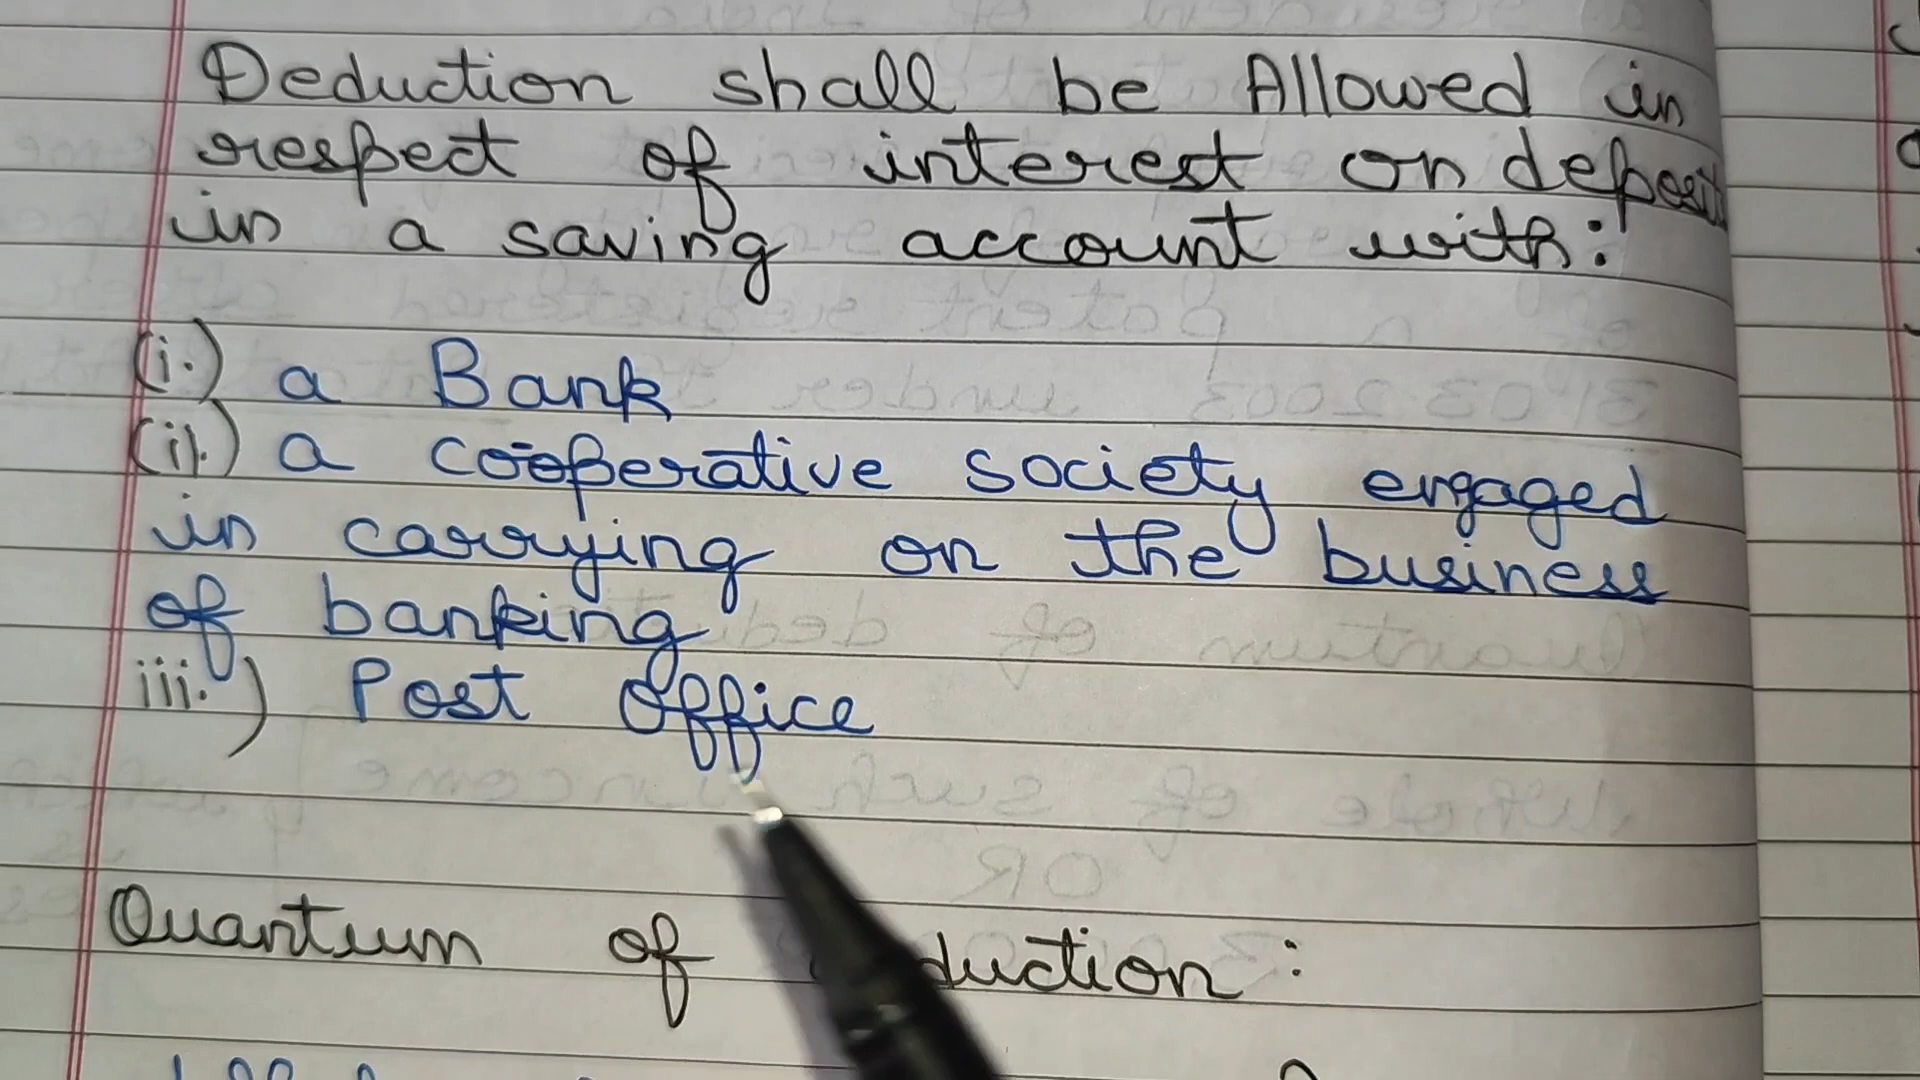 Deduction shall be Allowed in
respect of interest on deposit
in a saving account with:
(i.) a Bank
(ii.) a cooperative society engaged
in carrying on the business
of banking
iii.) Post Office
Quantum of duction: